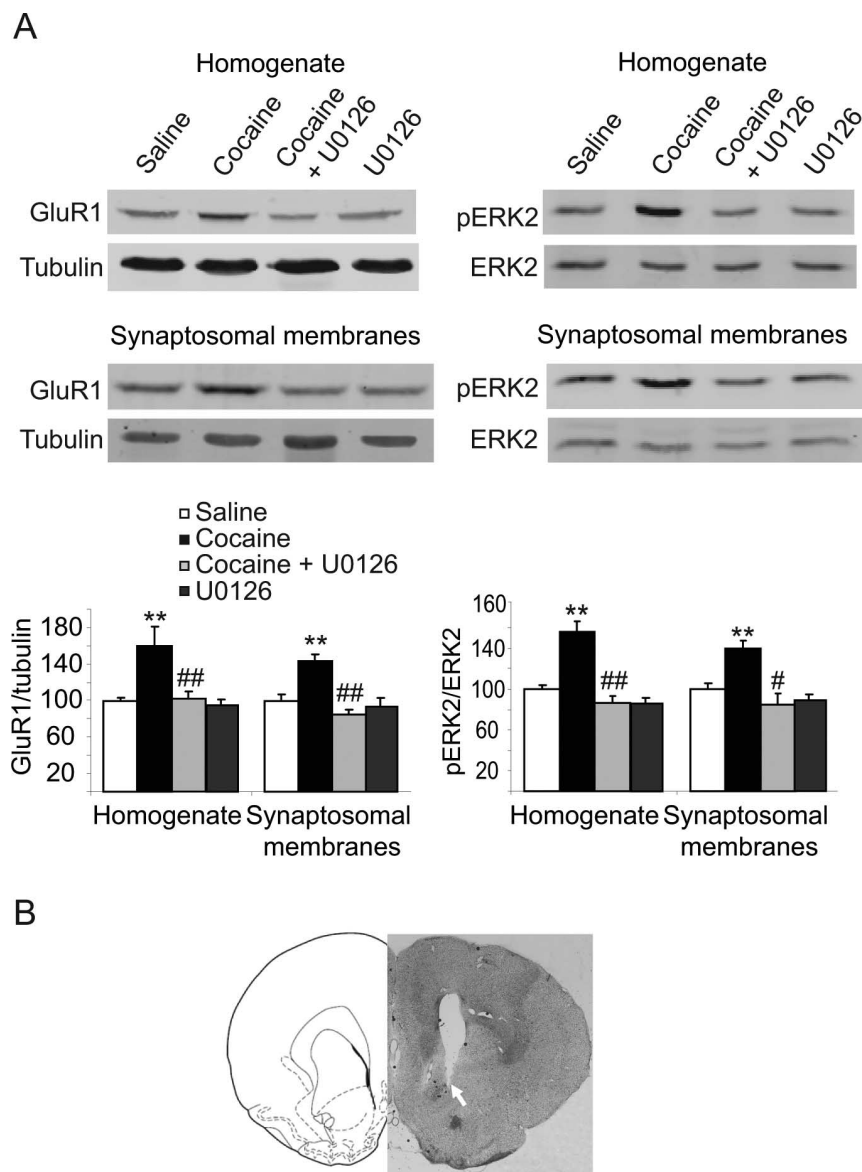 A
Homogenate
Saline
Cocaine
Cocaine
+ U0126
U0126
GluR1
Tubulin
Synaptosomal membranes
GluR1
Tubulin
Homogenate
Saline
Cocaine
Cocaine
+ U0126
U0126
pERK2
ERK2
Synaptosomal membranes
pERK2
ERK2
Saline
Cocaine
Cocaine + U0126
U0126
GluR1/tubulin
180
140
100
60
20
**
##
**
##
Homogenate
Synaptosomal
membranes
pERK2/ERK2
160
140
100
60
20
**
##
**
#
Homogenate
Synaptosomal
membranes
B